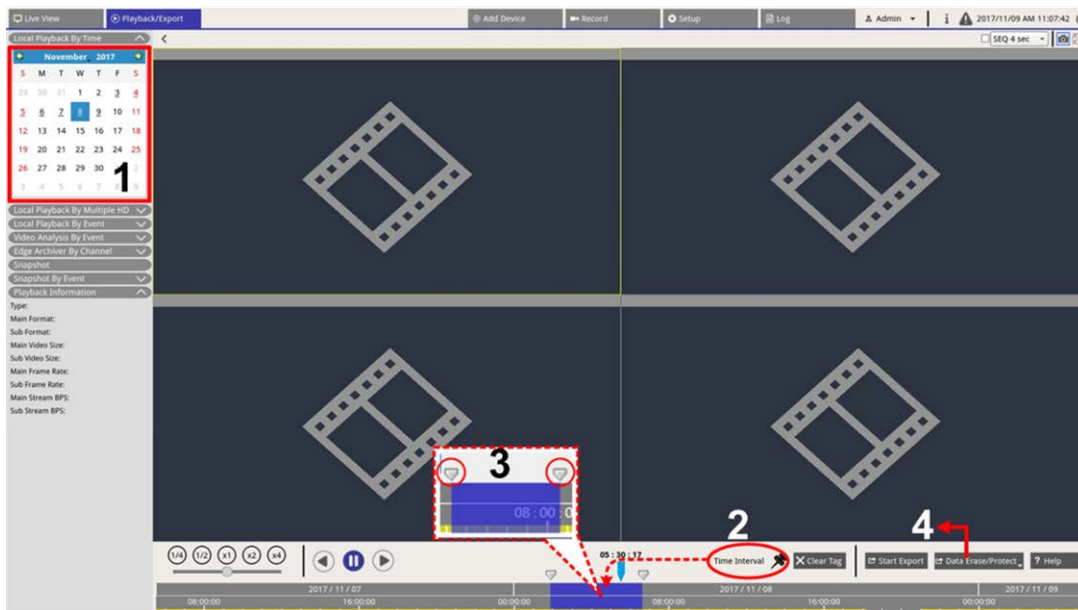 Live View
Playback/Export
Add Device
Record
Setup
Log
Admin
2017/11/09 AM 11:07:42
Local Playback By Time
SEQ 4 sec
November, 2017
S M T W T F S
29 30 31 1 2 3 4
5 6 7 8 9 10 11
12 13 14 15 16 17 18
19 20 21 22 23 24 25
26 27 28 29 30 2
3 4 5 6 7 9
1
Local Playback By Multiple HD
Local Playback By Event
Video Analysis By Event
Edge Archiver By Channel
Snapshot
Snapshot By Event
Playback Information
Type:
Main Format:
Sub Format:
Main Video Size:
Sub Video Size:
Main Frame Rate:
Sub Frame Rate:
Main Stream BPS:
Sub Stream BPS:
3
08 : 00 : 0
2
4
1/4 1/2 x1 x2 x4
05 : 30 : 17
Time Interval
Clear Tag
Start Export
Data Erase/Protect
? Help
2017 / 11 / 07
2017 / 11 / 08
2017 / 11 / 09
08:00:00 16:00:00 00:00:00 08:00:00 16:00:00 00:00:00